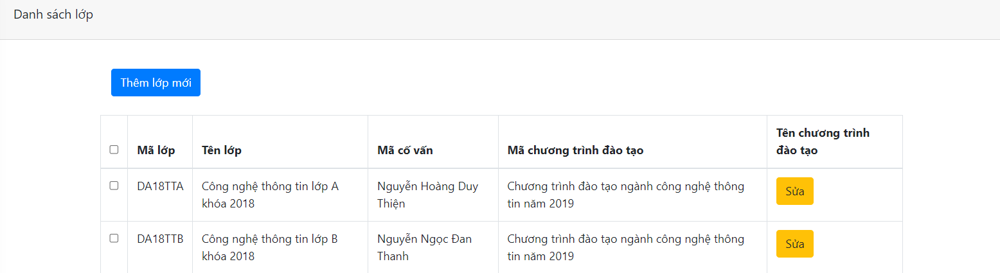 Danh sách lớp
Thêm lớp mới
Mã lớp
Tên lớp
Mã cố vấn
Mã chương trình đào tạo
Tên chương trình
đào tạo
DA18TTA
Công nghệ thông tin lớp A
khóa 2018
Nguyễn Hoàng Duy
Thiện
Chương trình đào tạo ngành công nghệ thông
tin năm 2019
Sửa
DA18TTB
Công nghệ thông tin lớp B
khóa 2018
Nguyễn Ngọc Đan
Thanh
Chương trình đào tạo ngành công nghệ thông
tin năm 2019
Sửa